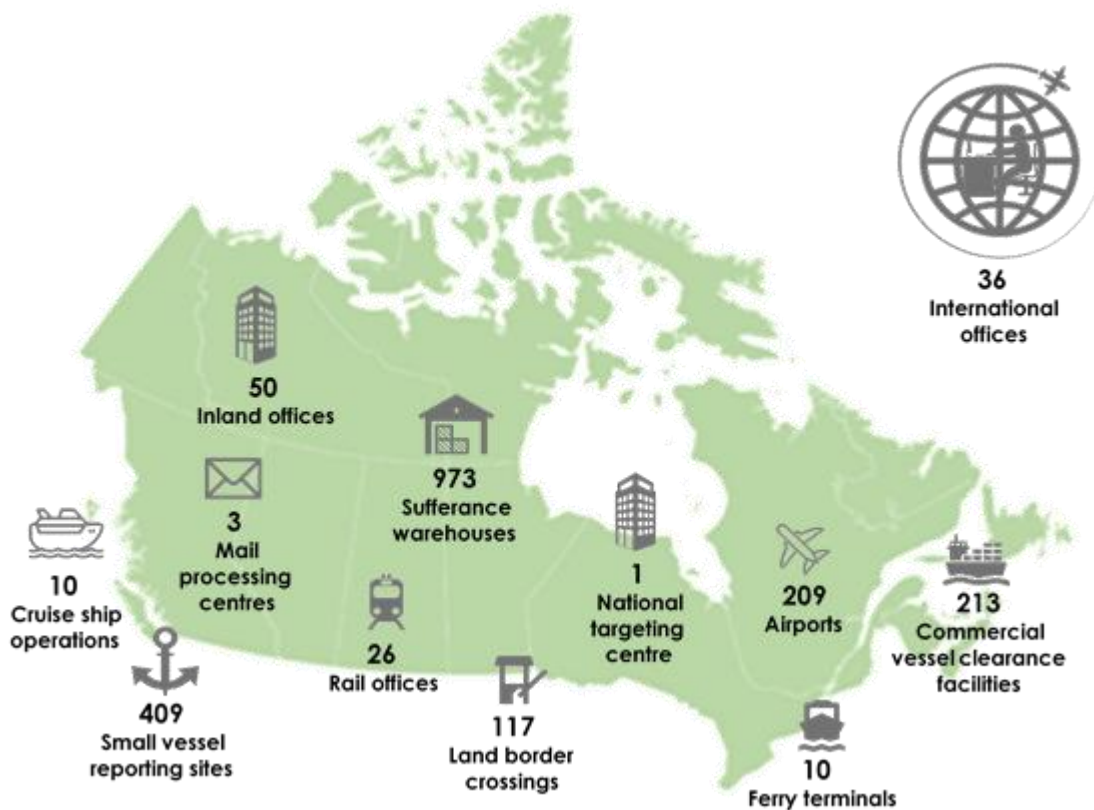 36
International
offices
50
Inland offices
973
Sufferance
warehouses
3
Mail
processing
centres
10
Cruise ship
operations
1
National
targeting
centre
209
Airports
213
Commercial
vessel clearance
facilities
26
Rail offices
409
Small vessel
reporting sites
117
Land border
crossings
10
Ferry terminals